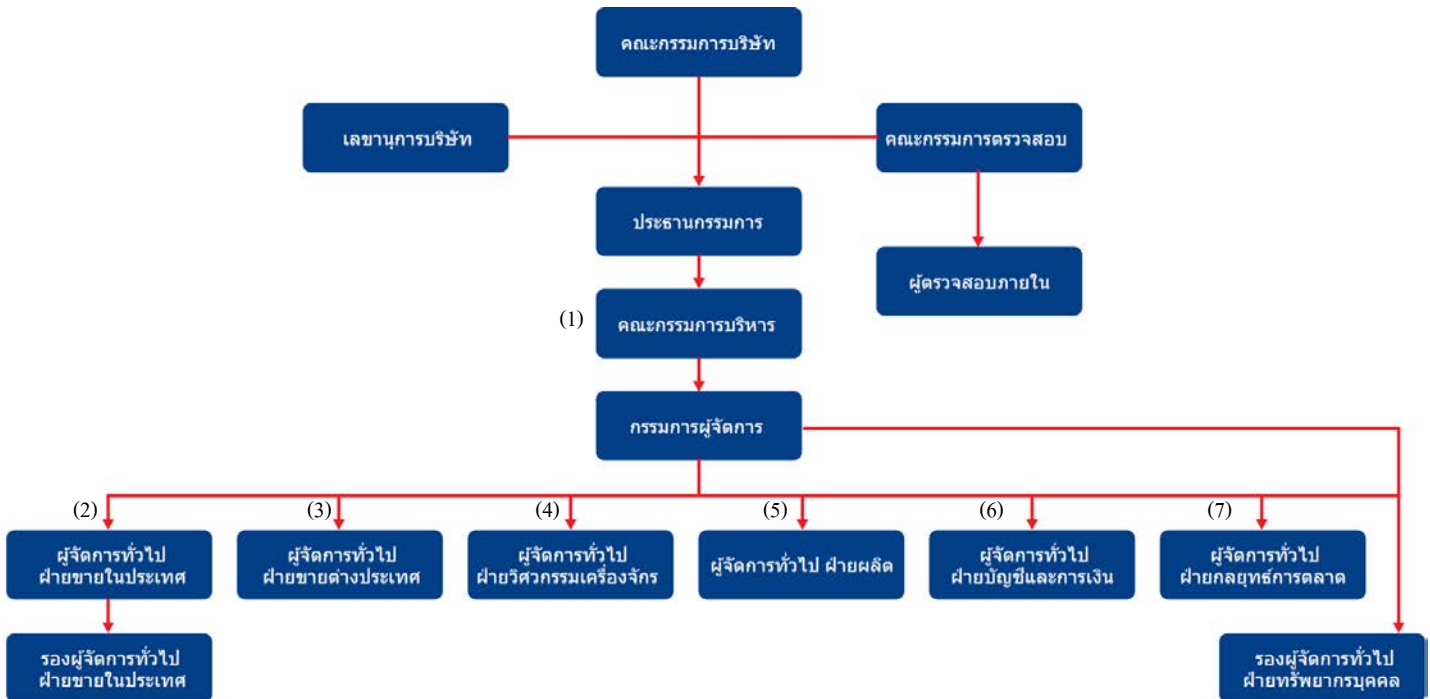 คณะกรรมการบริษัท
เลขานุการบริษัท
คณะกรรมการตรวจสอบ
ประธานกรรมการ
ผู้ตรวจสอบภายใน
(1)
คณะกรรมการบริหาร
กรรมการผู้จัดการ
(2)
(3)
(4)
(5)
(6)
(7)
ผู้จัดการทั่วไป
ฝ่ายขายในประเทศ
ผู้จัดการทั่วไป
ฝ่ายขายต่างประเทศ
ผู้จัดการทั่วไป
ฝ่ายวิศวกรรมเครื่องจักร
ผู้จัดการทั่วไป ฝ่ายผลิต
ผู้จัดการทั่วไป
ฝ่ายบัญชีและการเงิน
ผู้จัดการทั่วไป
ฝ่ายกลยุทธ์การตลาด
รองผู้จัดการทั่วไป
ฝ่ายขายในประเทศ
รองผู้จัดการทั่วไป
ฝ่ายทรัพยากรบุคคล